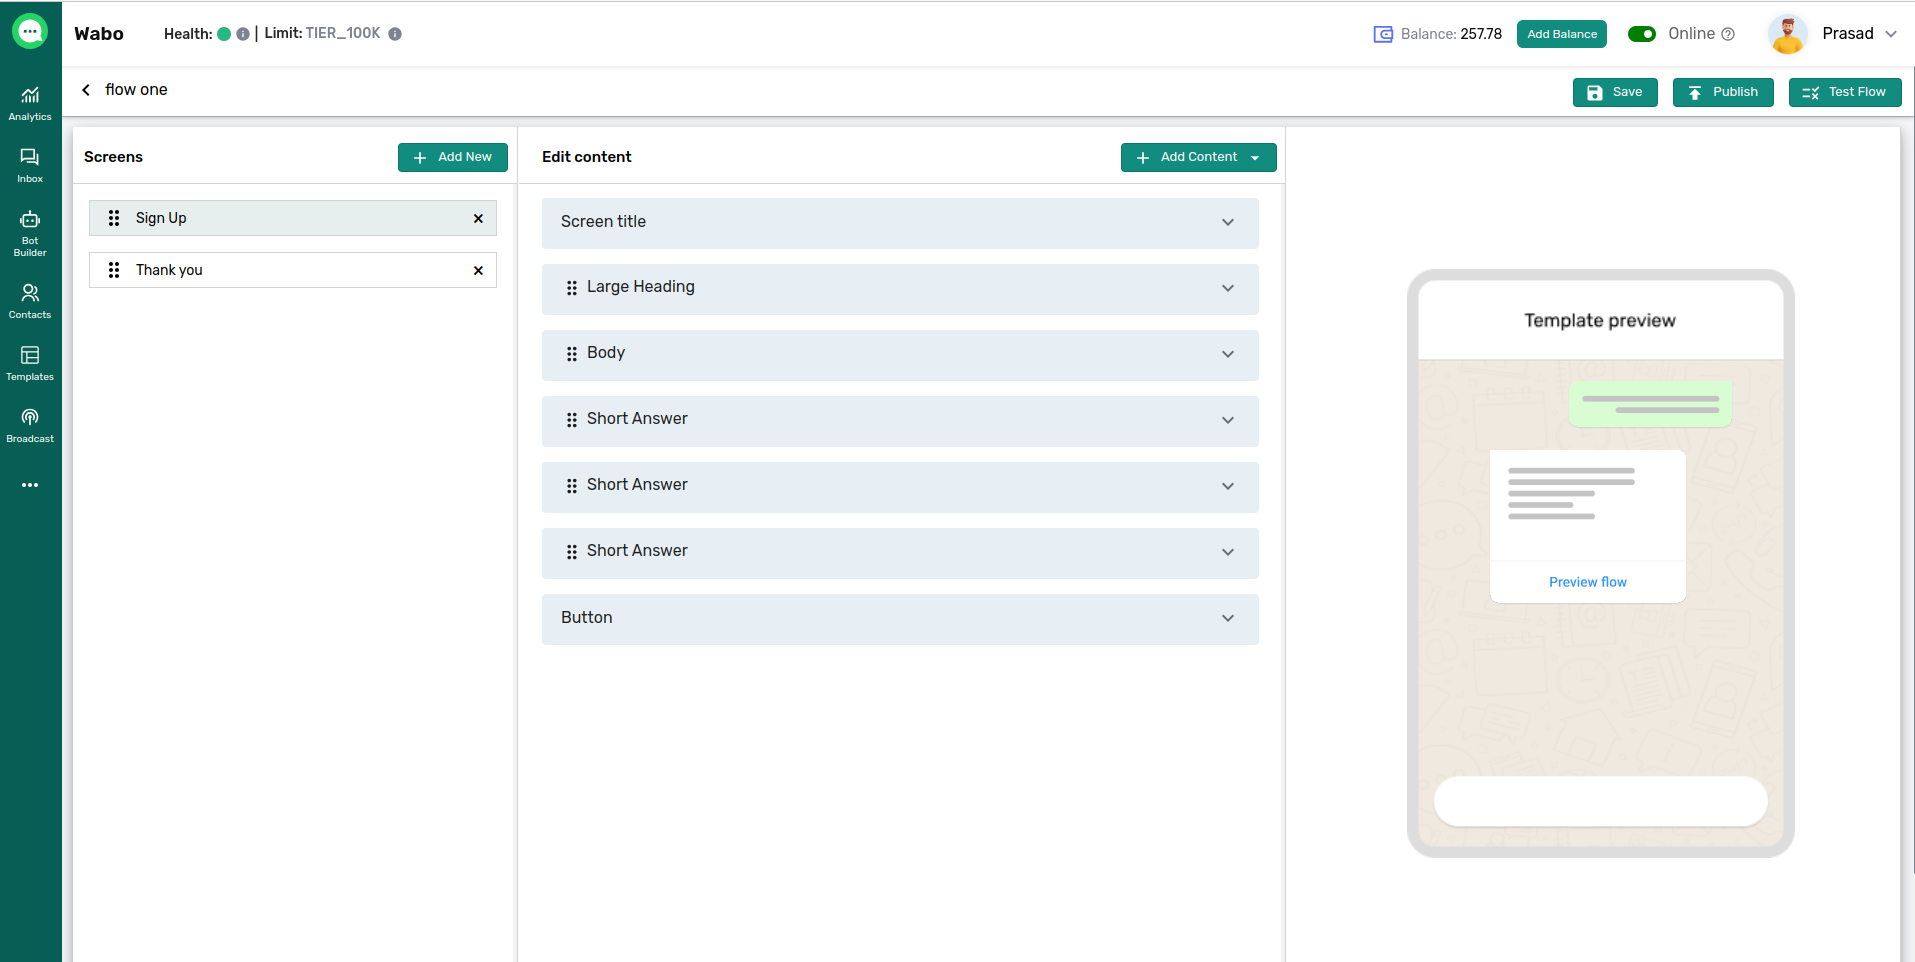 Wabo
Health: | Limit: TIER_100K
Balance: 257.78
Add Balance
Online
Prasad
flow one
Save
Publish
Test Flow
Analytics
Inbox
Bot
Builder
Contacts
Templates
Broadcast
Screens
Add New
Sign Up
Thank you
Edit content
Add Content
Screen title
Large Heading
Body
Short Answer
Short Answer
Short Answer
Button
Template preview
Preview flow